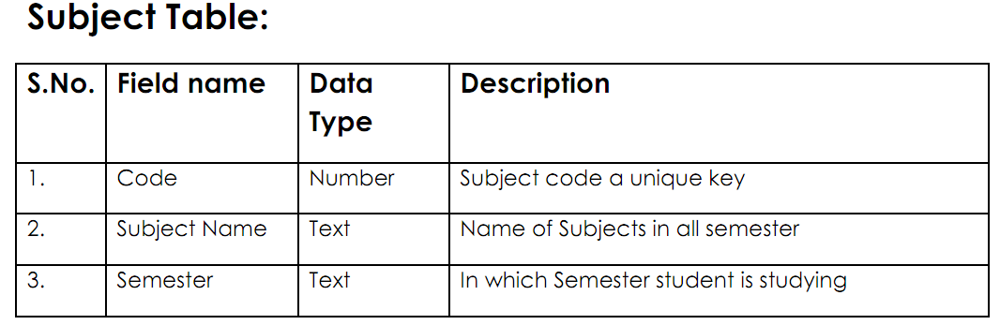 Subject Table:
S.No. Field name Data Type Description
1. Code Number Subject code a unique key
2. Subject Name Text Name of Subjects in all semester
3. Semester Text In which Semester student is studying